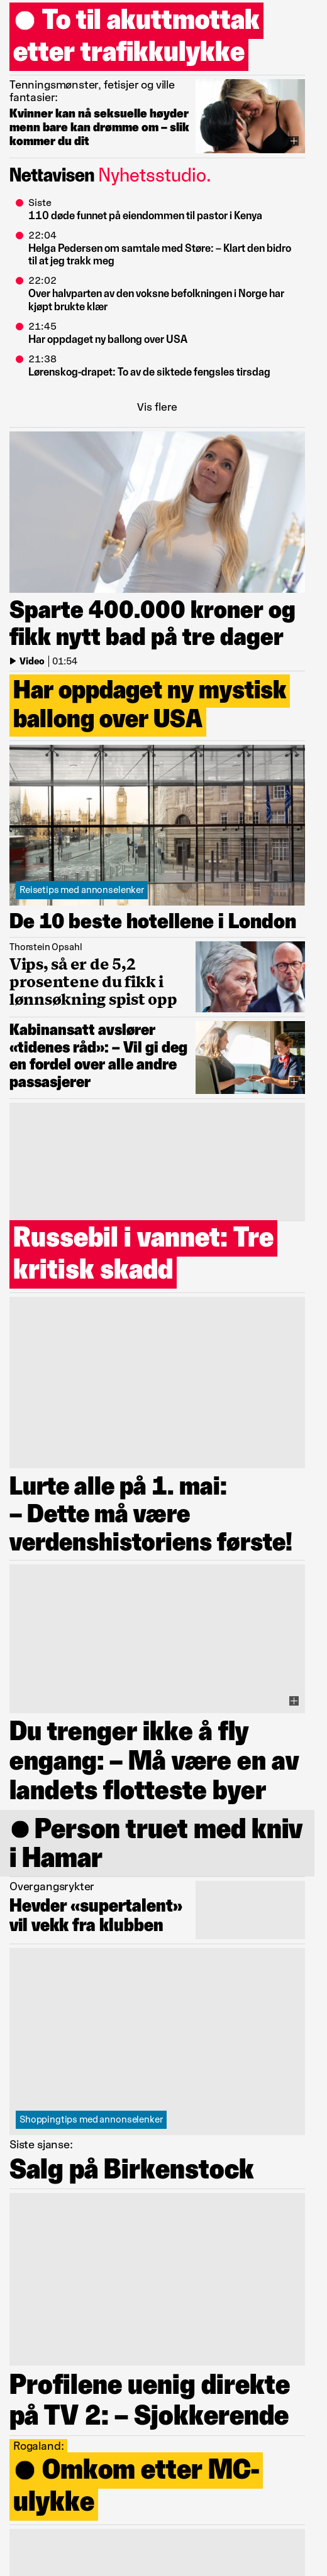 ● To til akuttmottak
etter trafikkulykke
Tenningsmønster, fetisjer og ville
fantasier:
Kvinner kan nå seksuelle høyder
menn bare kan drømme om – slik
kommer du dit
Nettavisen Nyhetsstudio.
Siste
110 døde funnet på eiendommen til pastor i Kenya
22:04
Helga Pedersen om samtale med Støre: – Klart den bidro
til at jeg trakk meg
22:02
Over halvparten av den voksne befolkningen i Norge har
kjøpt brukte klær
21:45
Har oppdaget ny ballong over USA
21:38
Lørenskog-drapet: To av de siktede fengsles tirsdag
Vis flere
Sparte 400.000 kroner og
fikk nytt bad på tre dager
Video | 01:54
Har oppdaget ny mystisk
ballong over USA
Reisetips med annonselenker
De 10 beste hotellene i London
Thorstein Opsahl
Vips, så er de 5,2
prosentene du fikk i
lønnsøkning spist opp
Kabinansatt avslører
«tidenes råd»: – Vil gi deg
en fordel over alle andre
passasjerer
Russebil i vannet: Tre
kritisk skadd
Lurte alle på 1. mai:
– Dette må være
verdenshistoriens første!
Du trenger ikke å fly
engang: – Må være en av
landets flotteste byer
● Person truet med kniv
i Hamar
Overgangsrykter
Hevder «supertalent»
vil vekk fra klubben
Shoppingtips med annonselenker
Siste sjanse:
Salg på Birkenstock
Profilene uenig direkte
på TV 2: – Sjokkerende
Rogaland:
● Omkom etter MC-
ulykke